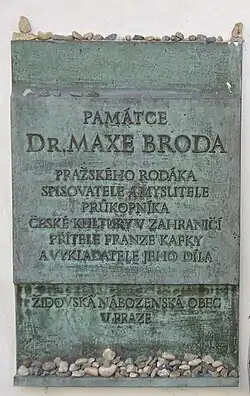 PAMÁTCE
DR. MAXE BRODA
PRAŽSKÉHO RODÁKA
SPISOVATELE A MYSLITELE
PRŮKOPNÍKA
ČESKÉ KULTURY V ZAHRANIČÍ
PŘÍTELE FRANZE KAFKY
A VYKLADATELE JEHO DÍLA
ŽIDOVSKÁ NÁBOŽENSKÁ OBEC
V PRAZE